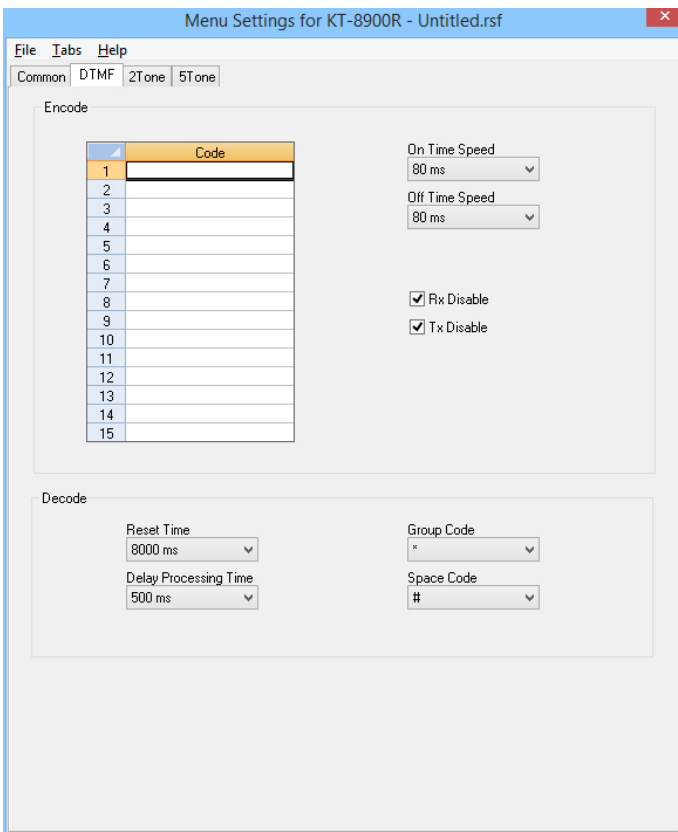 Menu Settings for KT-8900R - Untitled.rsf
File Tabs Help
Common DTMF 2Tone 5Tone
Encode
Code
1
2
3
4
5
6
7
8
9
10
11
12
13
14
15
On Time Speed
80 ms
Off Time Speed
80 ms
Rx Disable
Tx Disable
Decode
Reset Time
8000 ms
Delay Processing Time
500 ms
Group Code
*
Space Code
#